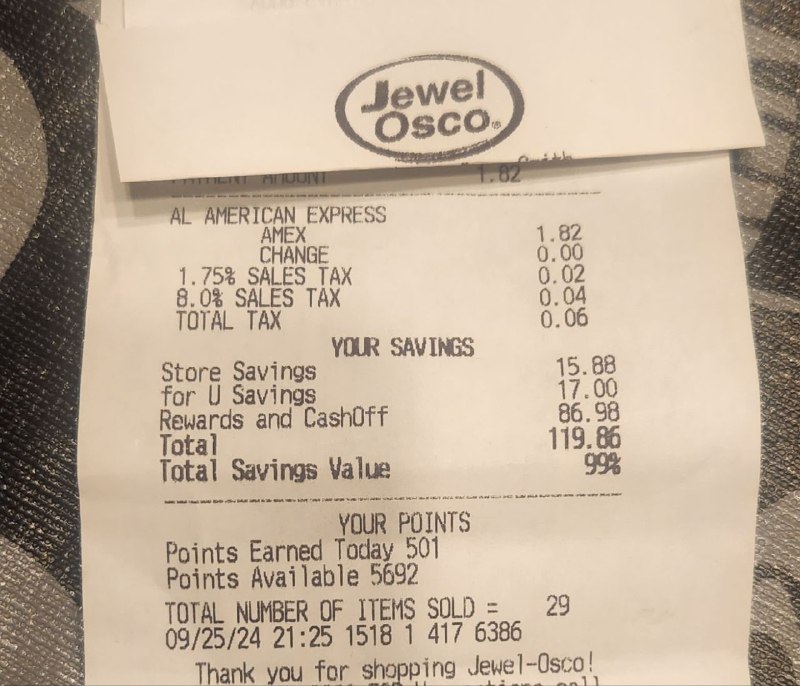 Jewel
Osco®
PAYMENT AMOUNT 1.82
AL AMERICAN EXPRESS
AMEX 1.82
CHANGE 0.00
1.75% SALES TAX 0.02
8.0% SALES TAX 0.04
TOTAL TAX 0.06
YOUR SAVINGS
Store Savings 15.88
for U Savings 17.00
Rewards and CashOff 86.98
Total 119.86
Total Savings Value 99%
YOUR POINTS
Points Earned Today 501
Points Available 5692
TOTAL NUMBER OF ITEMS SOLD = 29
09/25/24 21:25 1518 1 417 6386
Thank you for shopping Jewel-Osco!